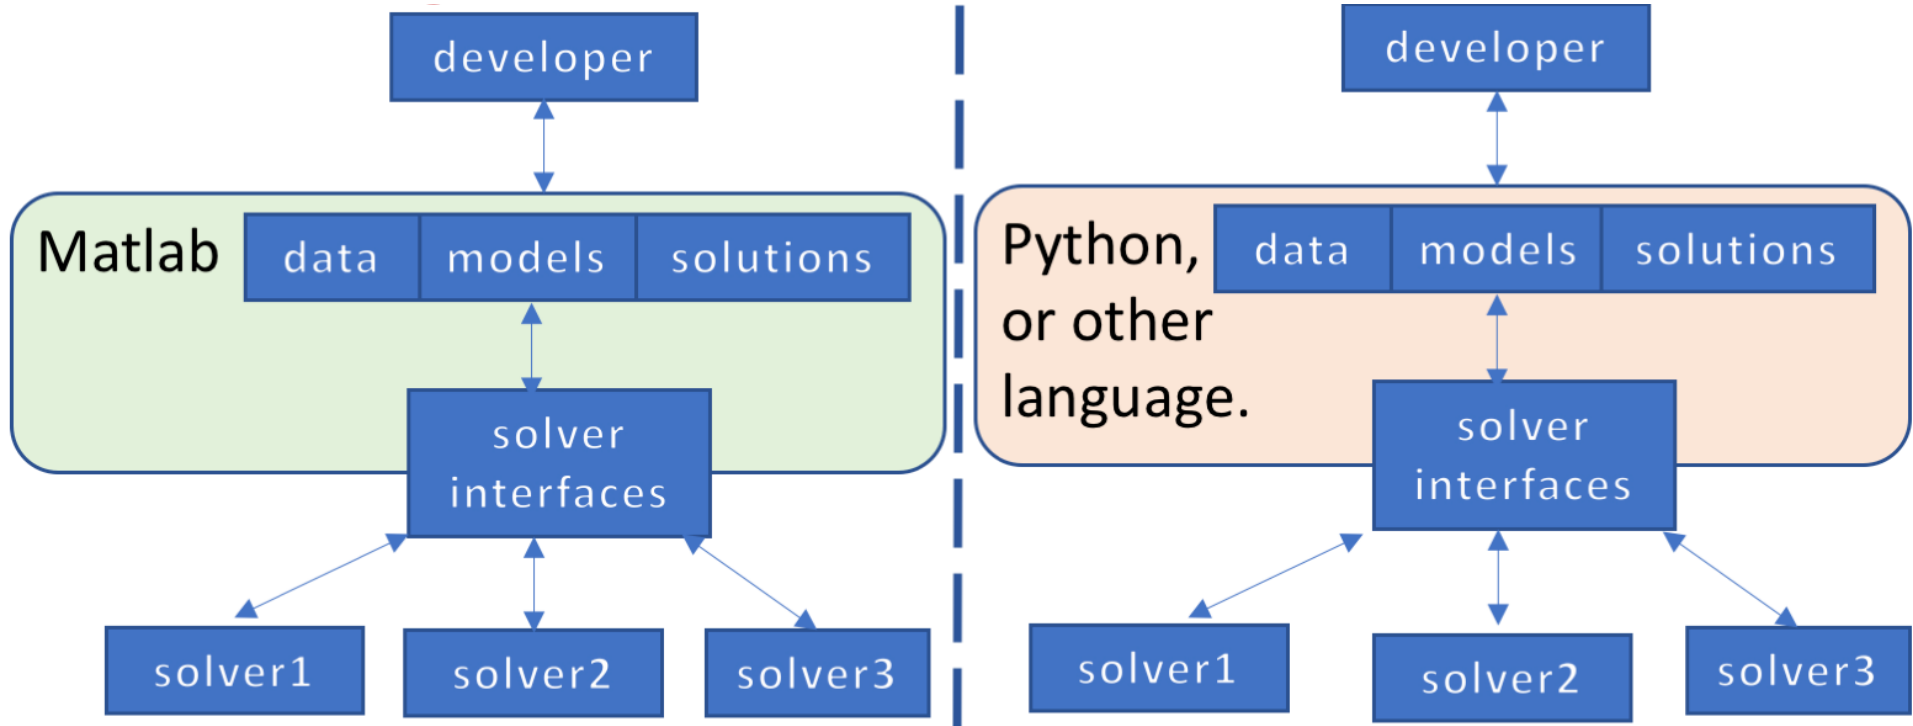 developer
Matlab
data
models
solutions
solver
interfaces
solver1
solver2
solver3
developer
Python,
or other
language.
data
models
solutions
solver
interfaces
solver1
solver2
solver3